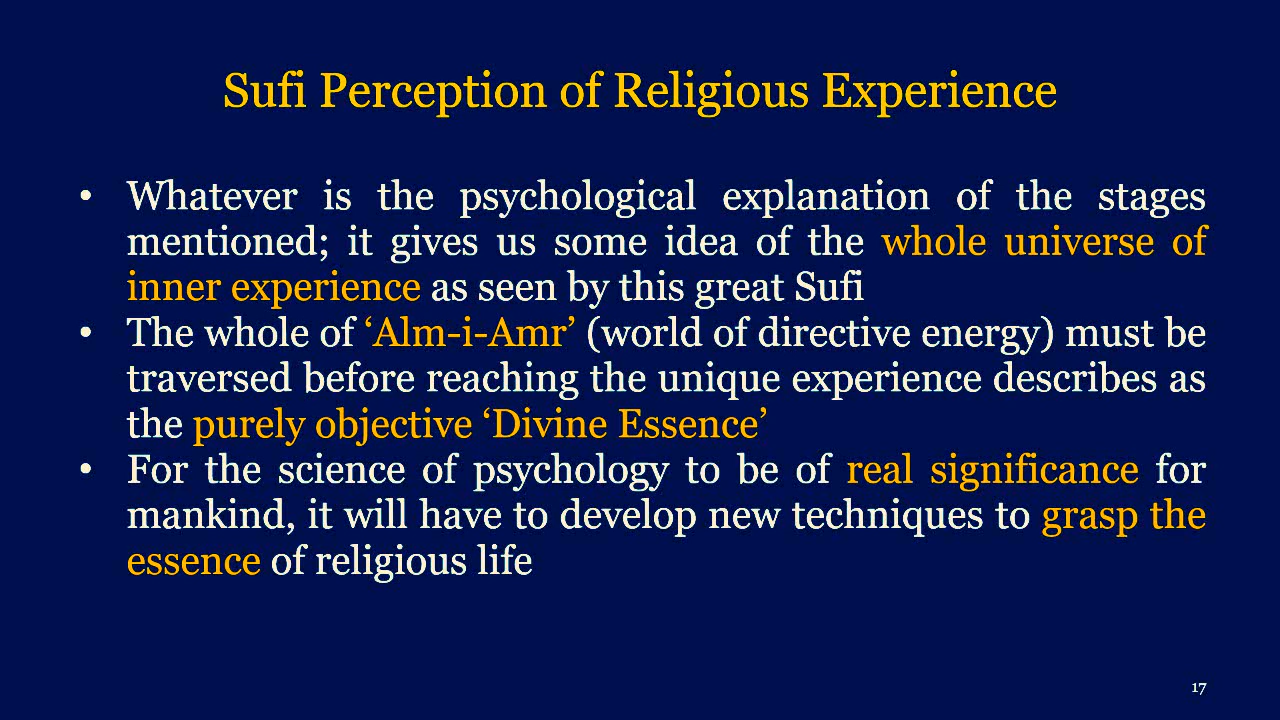 Sufi Perception of Religious Experience
• Whatever is the psychological explanation of the stages
mentioned; it gives us some idea of the whole universe of
inner experience as seen by this great Sufi
• The whole of ‘Alm-i-Amr’ (world of directive energy) must be
traversed before reaching the unique experience describes as
the purely objective ‘Divine Essence’
• For the science of psychology to be of real significance for
mankind, it will have to develop new techniques to grasp the
essence of religious life
17